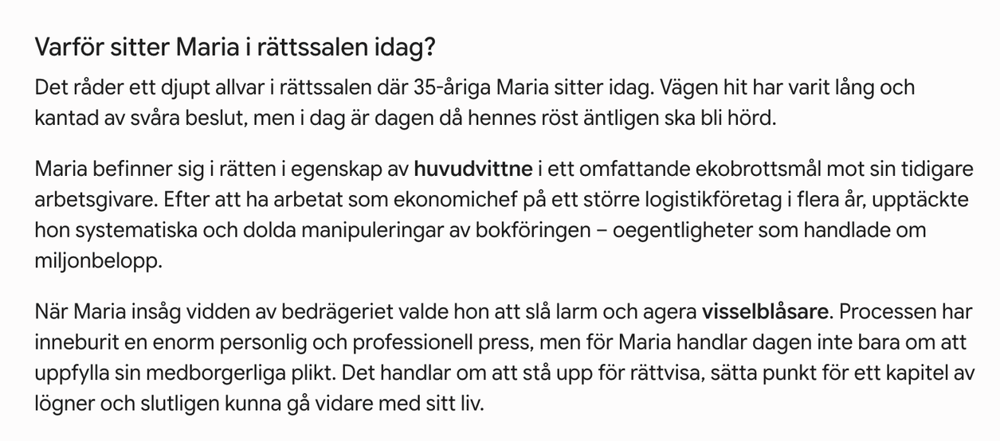 Varför sitter Maria i rättssalen idag?
Det råder ett djupt allvar i rättssalen där 35-åriga Maria sitter idag. Vägen hit har varit lång och
kantad av svåra beslut, men i dag är dagen då hennes röst äntligen ska bli hörd.
Maria befinner sig i rätten i egenskap av huvudvittne i ett omfattande ekobrottsmål mot sin tidigare
arbetsgivare. Efter att ha arbetat som ekonomichef på ett större logistikföretag i flera år, upptäckte
hon systematiska och dolda manipuleringar av bokföringen – oegentligheter som handlade om
miljonbelopp.
När Maria insåg vidden av bedrägeriet valde hon att slå larm och agera visselblåsare. Processen har
inneburit en enorm personlig och professionell press, men för Maria handlar dagen inte bara om att
uppfylla sin medborgerliga plikt. Det handlar om att stå upp för rättvisa, sätta punkt för ett kapitel av
lögner och slutligen kunna gå vidare med sitt liv.